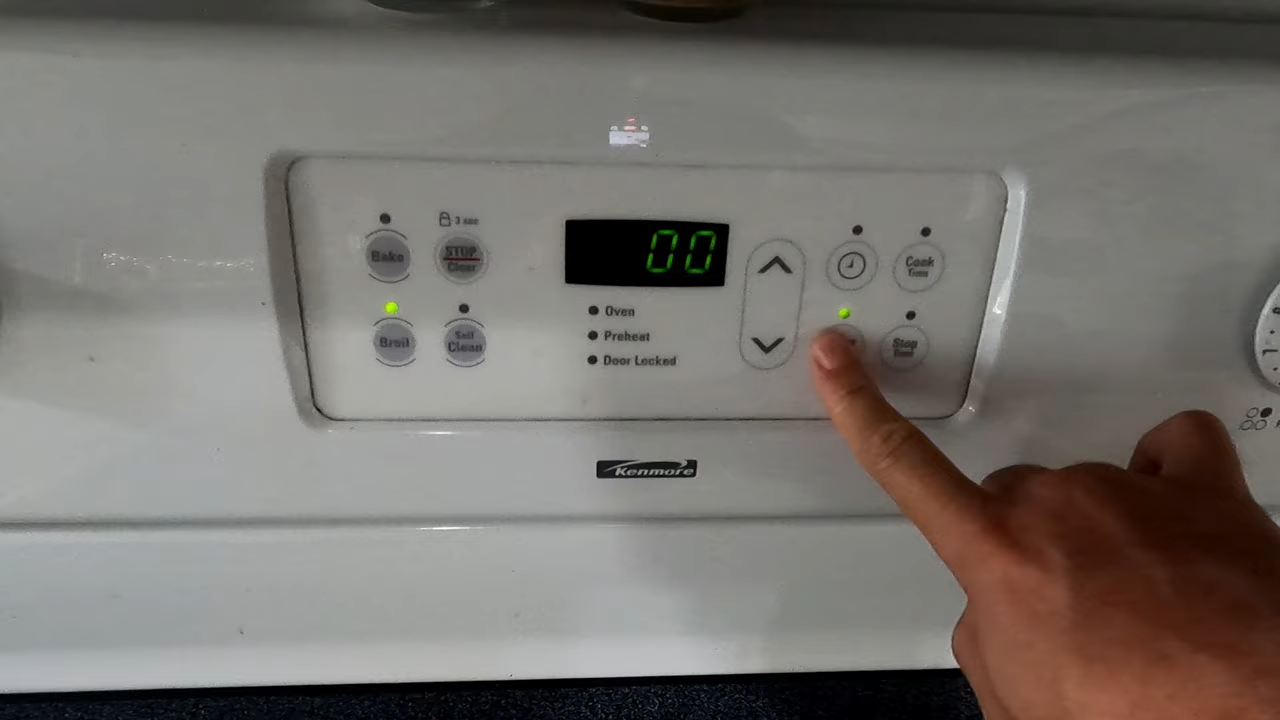 3 sec
Bake
STOP
Clear
00
Cook
Time
Oven
Preheat
Door Locked
Broil
Self
Clean
Stop
Time
Kenmore